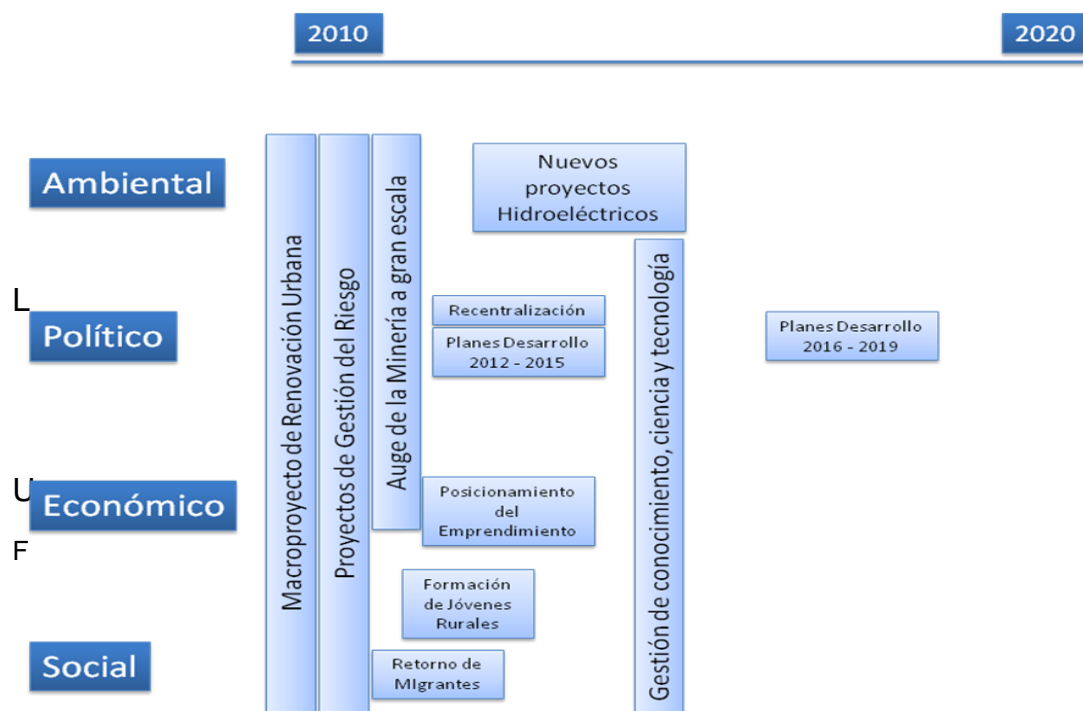 2010
2020
Ambiental
Nuevos
proyectos
Hidroeléctricos
Macroproyecto de Renovación Urbana
Proyectos de Gestión del Riesgo
Auge de la Minería a gran escala
Gestión de conocimiento, ciencia y tecnología
L
Político
Recentralización
Planes Desarrollo
2012 - 2015
Planes Desarrollo
2016 - 2019
U
Económico
F
Posicionamiento
del
Emprendimiento
Formación
de Jóvenes
Rurales
Social
Retorno de
MIgrantes